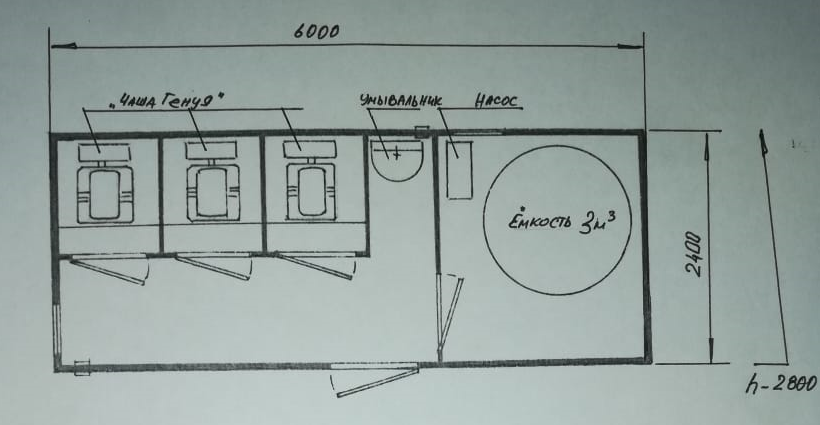 6000
"Чаша Генуя"
Умывальник
Насос
Ёмкость 3м³
2400
h-2800